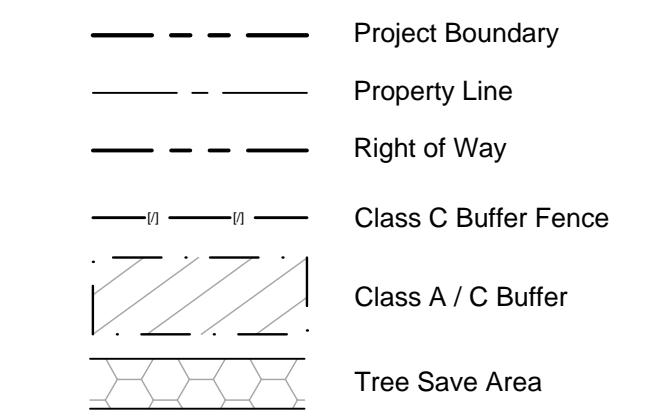 Project Boundary
Property Line
Right of Way
[/] [/] Class C Buffer Fence
Class A / C Buffer
Tree Save Area